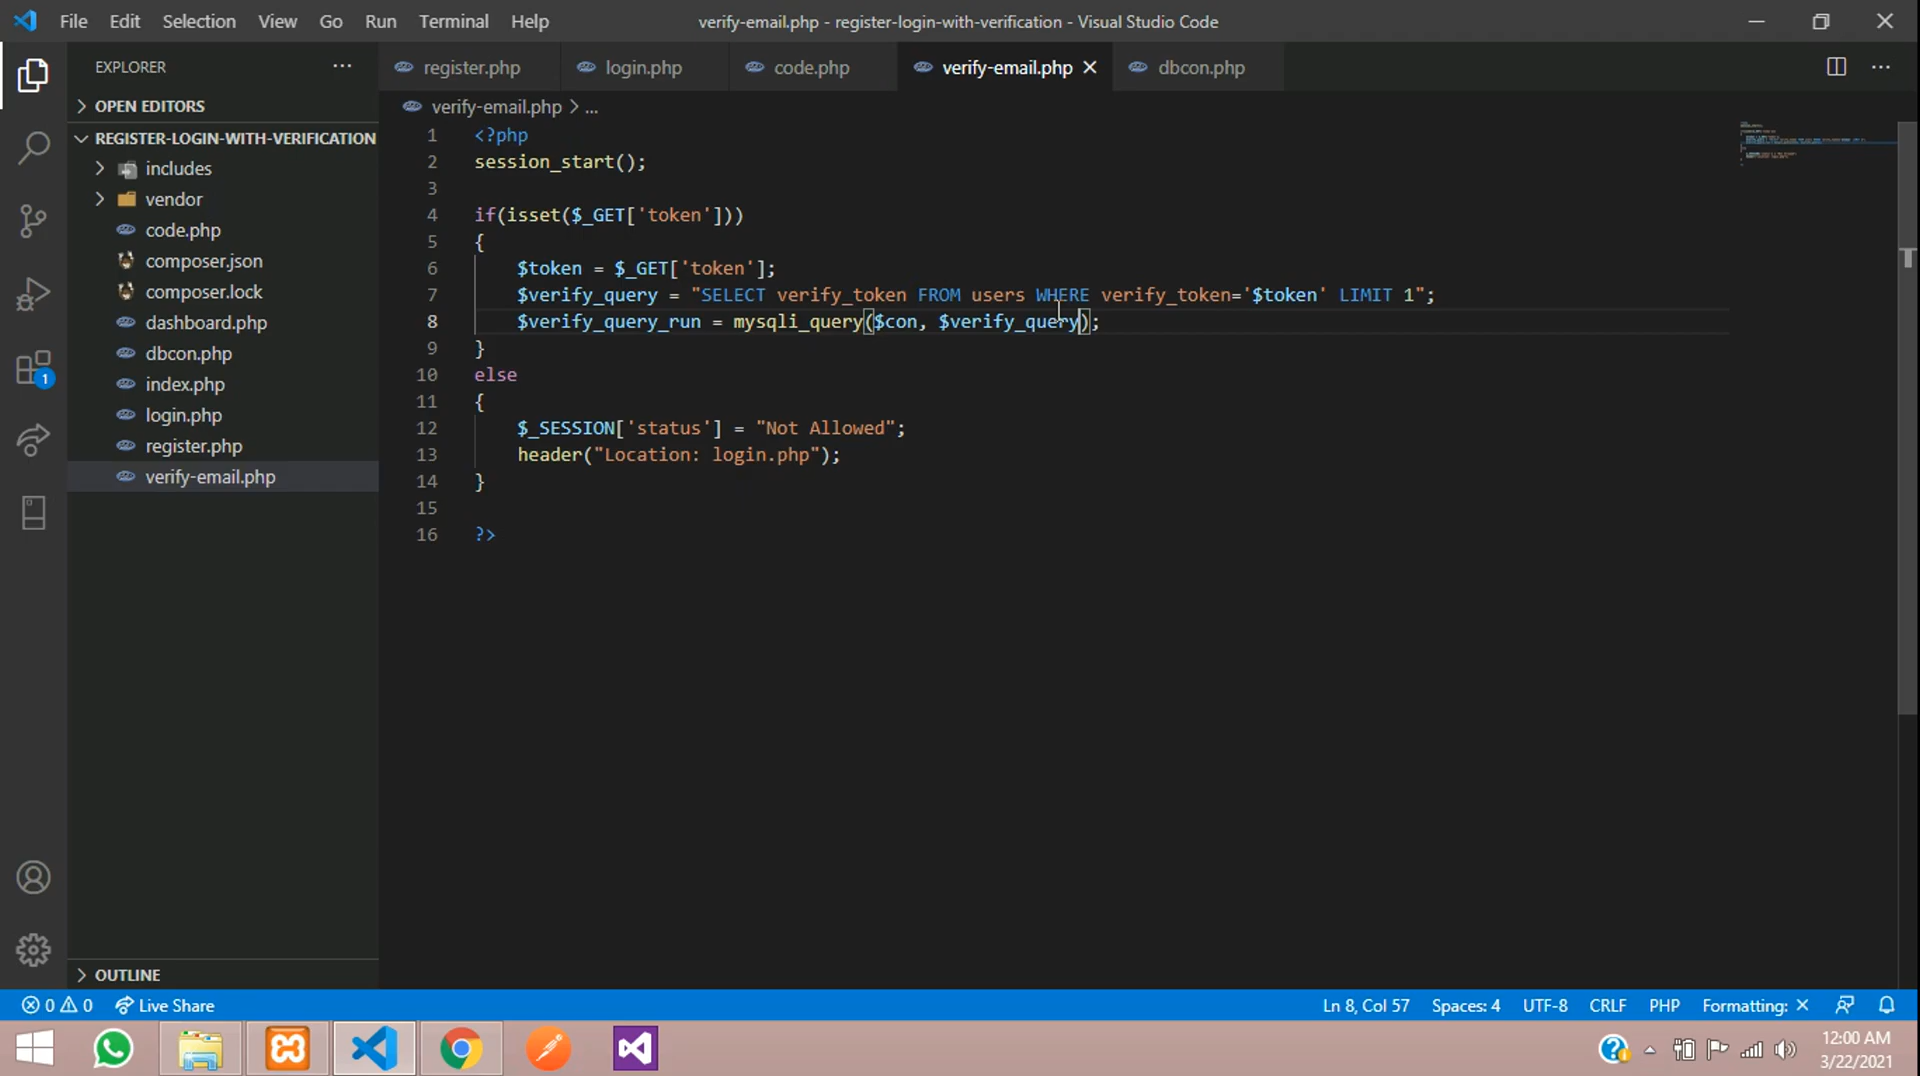 File Edit Selection View Go Run Terminal Help
verify-email.php - register-login-with-verification - Visual Studio Code
EXPLORER
OPEN EDITORS
REGISTER-LOGIN-WITH-VERIFICATION
includes
vendor
code.php
composer.json
composer.lock
dashboard.php
dbcon.php
index.php
login.php
register.php
verify-email.php
OUTLINE
1
register.php login.php code.php verify-email.php dbcon.php
verify-email.php > ...
1 <?php
2 session_start();
3
4 if(isset($_GET['token']))
5 {
6 $token = $_GET['token'];
7 $verify_query = "SELECT verify_token FROM users WHERE verify_token='$token' LIMIT 1";
8 $verify_query_run = mysqli_query($con, $verify_query);
9 }
10 else
11 {
12 $_SESSION['status'] = "Not Allowed";
13 header("Location: login.php");
14 }
15
16 ?>
0 0 Live Share
Ln 8, Col 57 Spaces: 4 UTF-8 CRLF PHP Formatting: ×
12:00 AM
3/22/2021